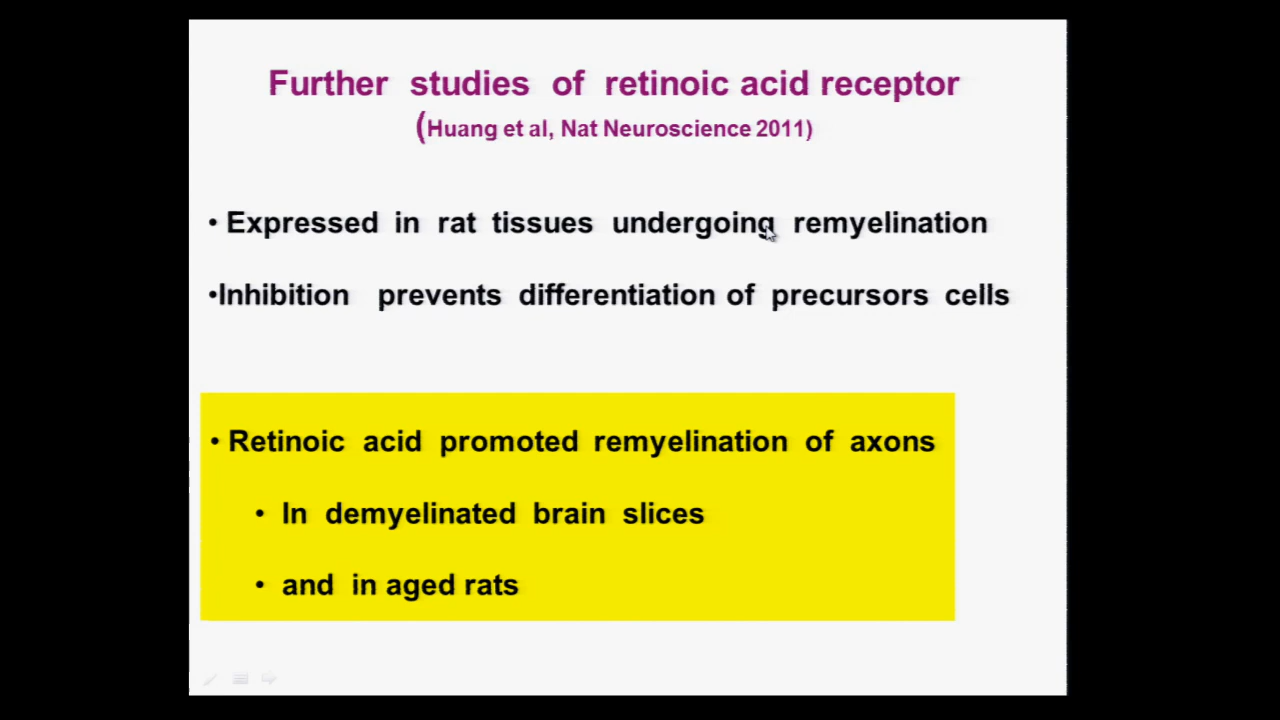 Further studies of retinoic acid receptor
(Huang et al, Nat Neuroscience 2011)
• Expressed in rat tissues undergoing remyelination
•Inhibition prevents differentiation of precursors cells
• Retinoic acid promoted remyelination of axons
• In demyelinated brain slices
• and in aged rats